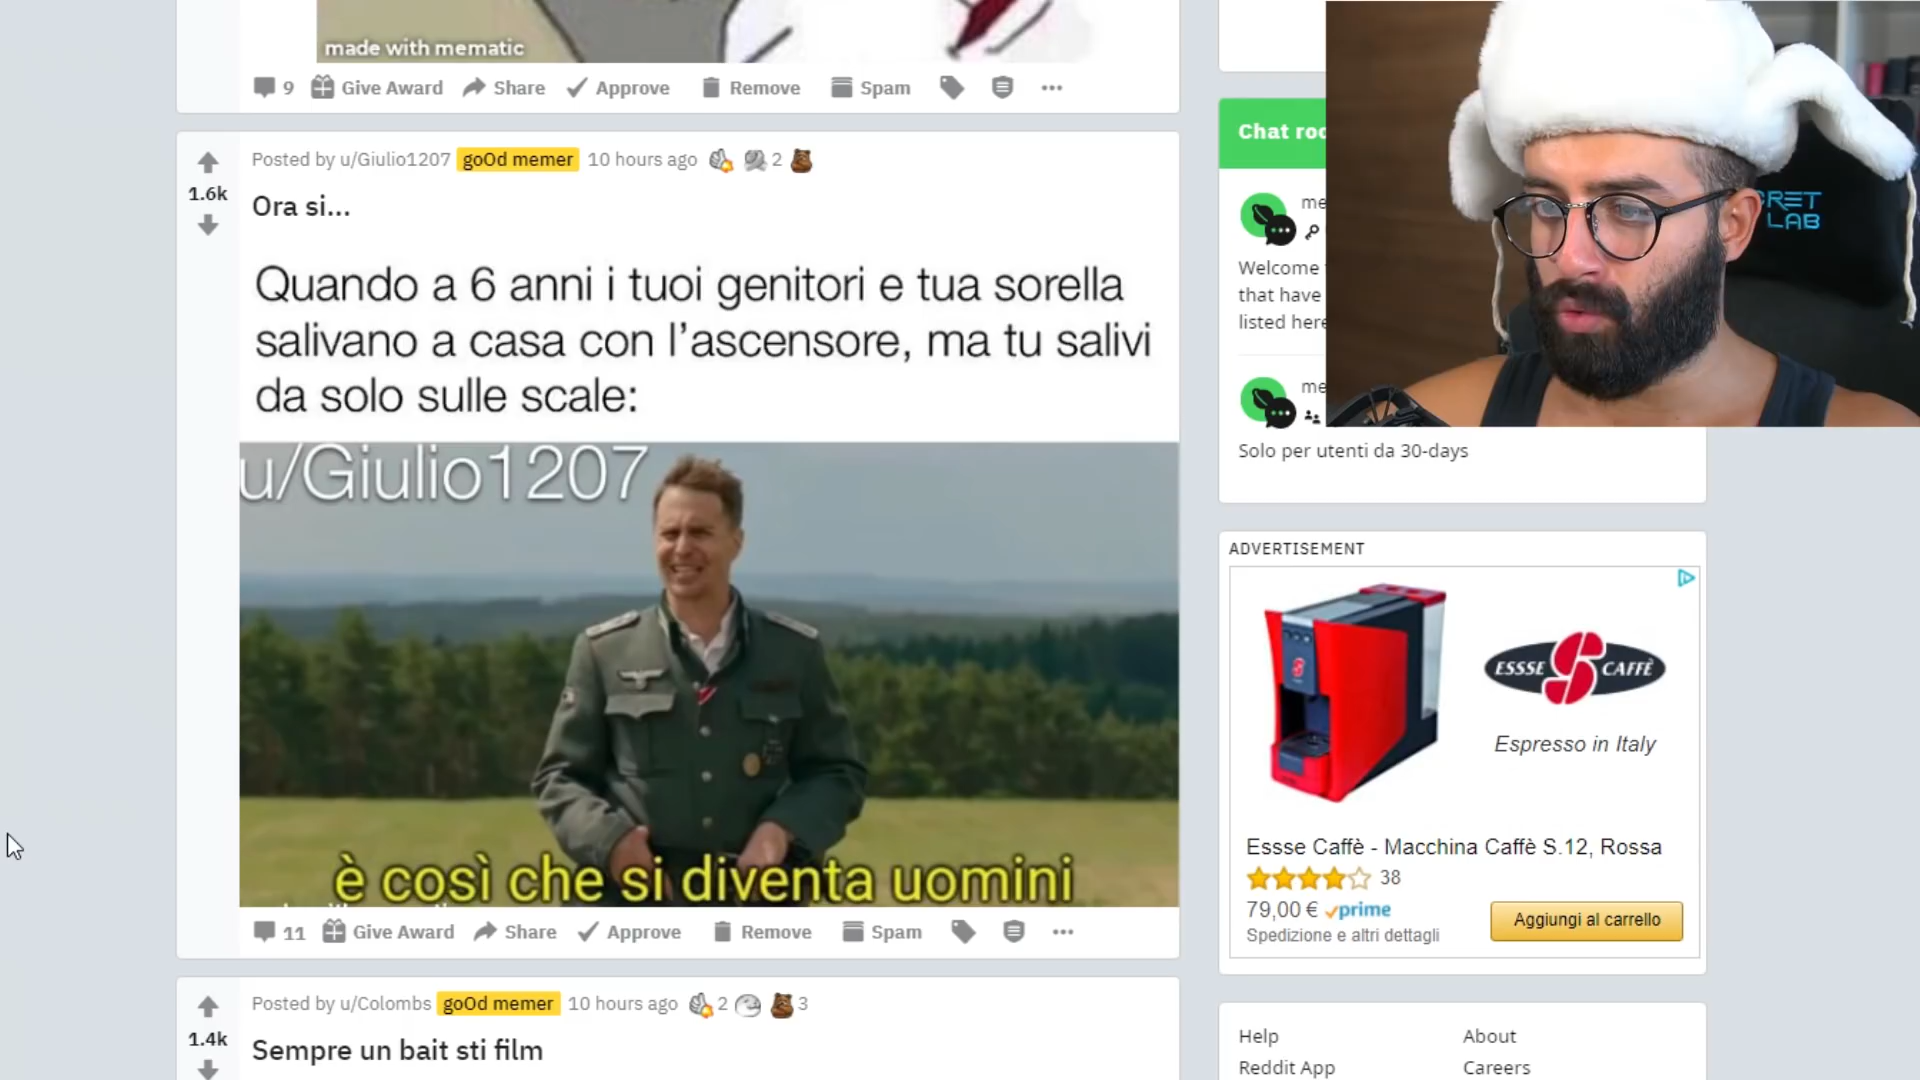 made with mematic
9 Give Award Share Approve Remove Spam
Posted by u/Giulio1207 goOd memer 10 hours ago 2
1.6k
Ora si...
Quando a 6 anni i tuoi genitori e tua sorella
salivano a casa con l'ascensore, ma tu salivi
da solo sulle scale:
u/Giulio1207
è così che si diventa uomini
11 Give Award Share Approve Remove Spam
Posted by u/Colombs goOd memer 10 hours ago 2 3
1.4k
Sempre un bait sti film
Chat
me
Welcome
that have
listed here
me
Solo per utenti da 30-days
LAB
ADVERTISEMENT
ESSSE CAFFÈ
Espresso in Italy
Essse Caffè - Macchina Caffè S.12, Rossa
38
79,00 € prime
Spedizione e altri dettagli
Aggiungi al carrello
Help About
Reddit App Careers